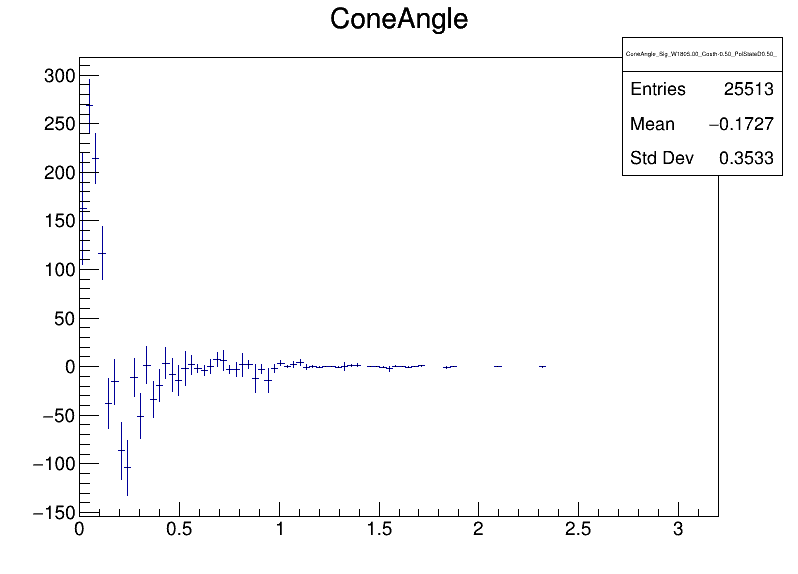 ConeAngle
ConeAngle_Sig_W1805.00_Costh-0.50_PolStateD0.50_
Entries 25513
Mean −0.1727
Std Dev 0.3533
300
250
200
150
100
50
0
−50
−100
−150
0 0.5 1 1.5 2 2.5 3